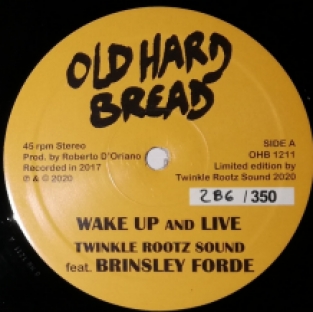 OLD HARD
BREAD
45 rpm Stereo
Prod. by Roberto D'Oriano
Recorded in 2017
℗ & © 2020
SIDE A
OHB 1211
Limited edition by
Twinkle Rootz Sound 2020
286 / 350
WAKE UP AND LIVE
TWINKLE ROOTZ SOUND
feat. BRINSLEY FORDE